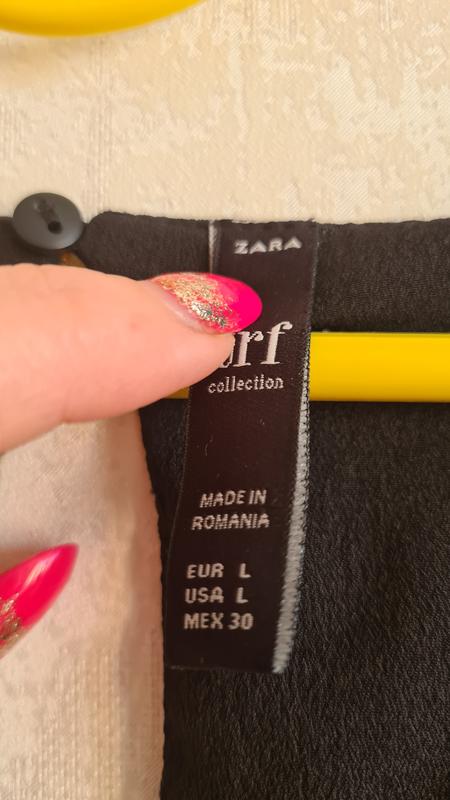 ZARA
collection
MADE IN
ROMANIA
EUR L
USA L
MEX 30